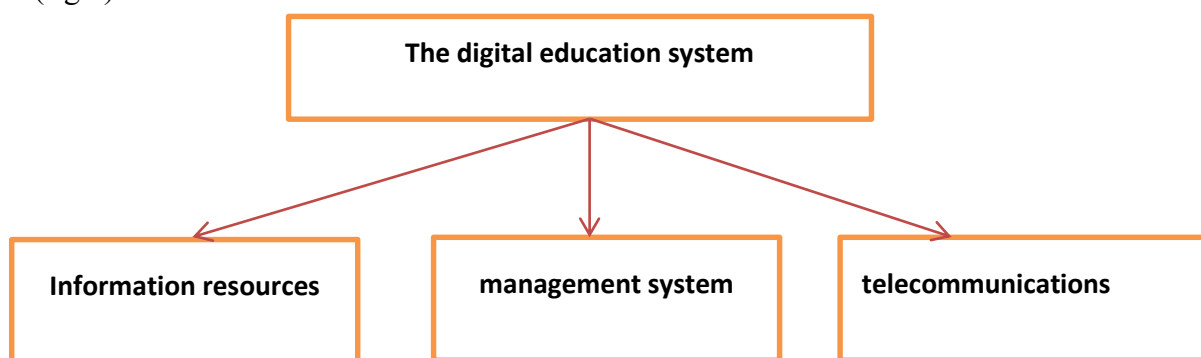 The digital education system
Information resources
management system
telecommunications